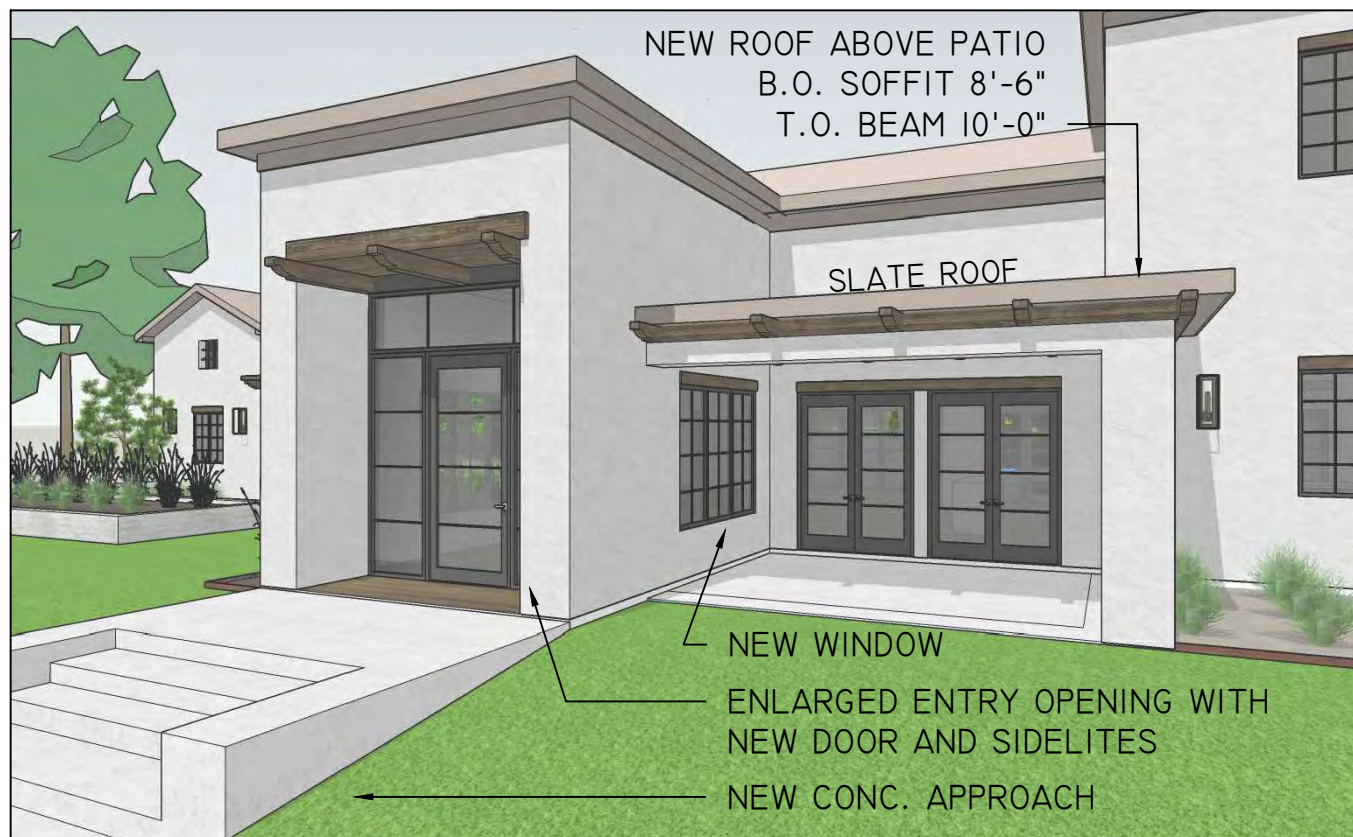 NEW ROOF ABOVE PATIO
B.O. SOFFIT 8'-6"
T.O. BEAM 10'-0"
SLATE ROOF
NEW WINDOW
ENLARGED ENTRY OPENING WITH
NEW DOOR AND SIDELITES
NEW CONC. APPROACH